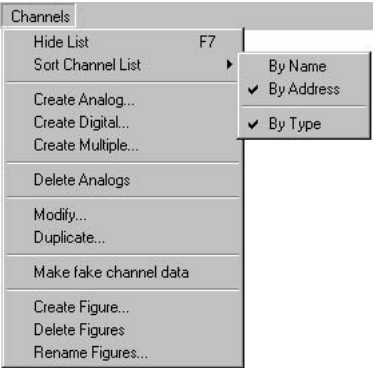 Channels
Hide List F7
Sort Channel List
By Name
By Address
By Type
Create Analog...
Create Digital...
Create Multiple...
Delete Analogs
Modify...
Duplicate...
Make fake channel data
Create Figure...
Delete Figures
Rename Figures...